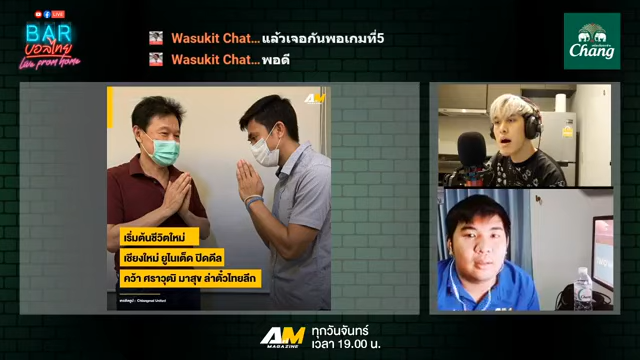 LIVE
BAR
บอลไทย
Live from home
Wasukit Chat... แล้วเจอกันพอเกมที่5
Wasukit Chat... พอดี
Chang
AM
เริ่มต้นชีวิตใหม่
เชียงใหม่ ยูไนเต็ด ปิดดีล
คว้า ศราวุฒิ มาสุข ล่าตั๋วไทยลีก
Chang
AM
MAGAZINE
ทุกวันจันทร์
เวลา 19.00 น.